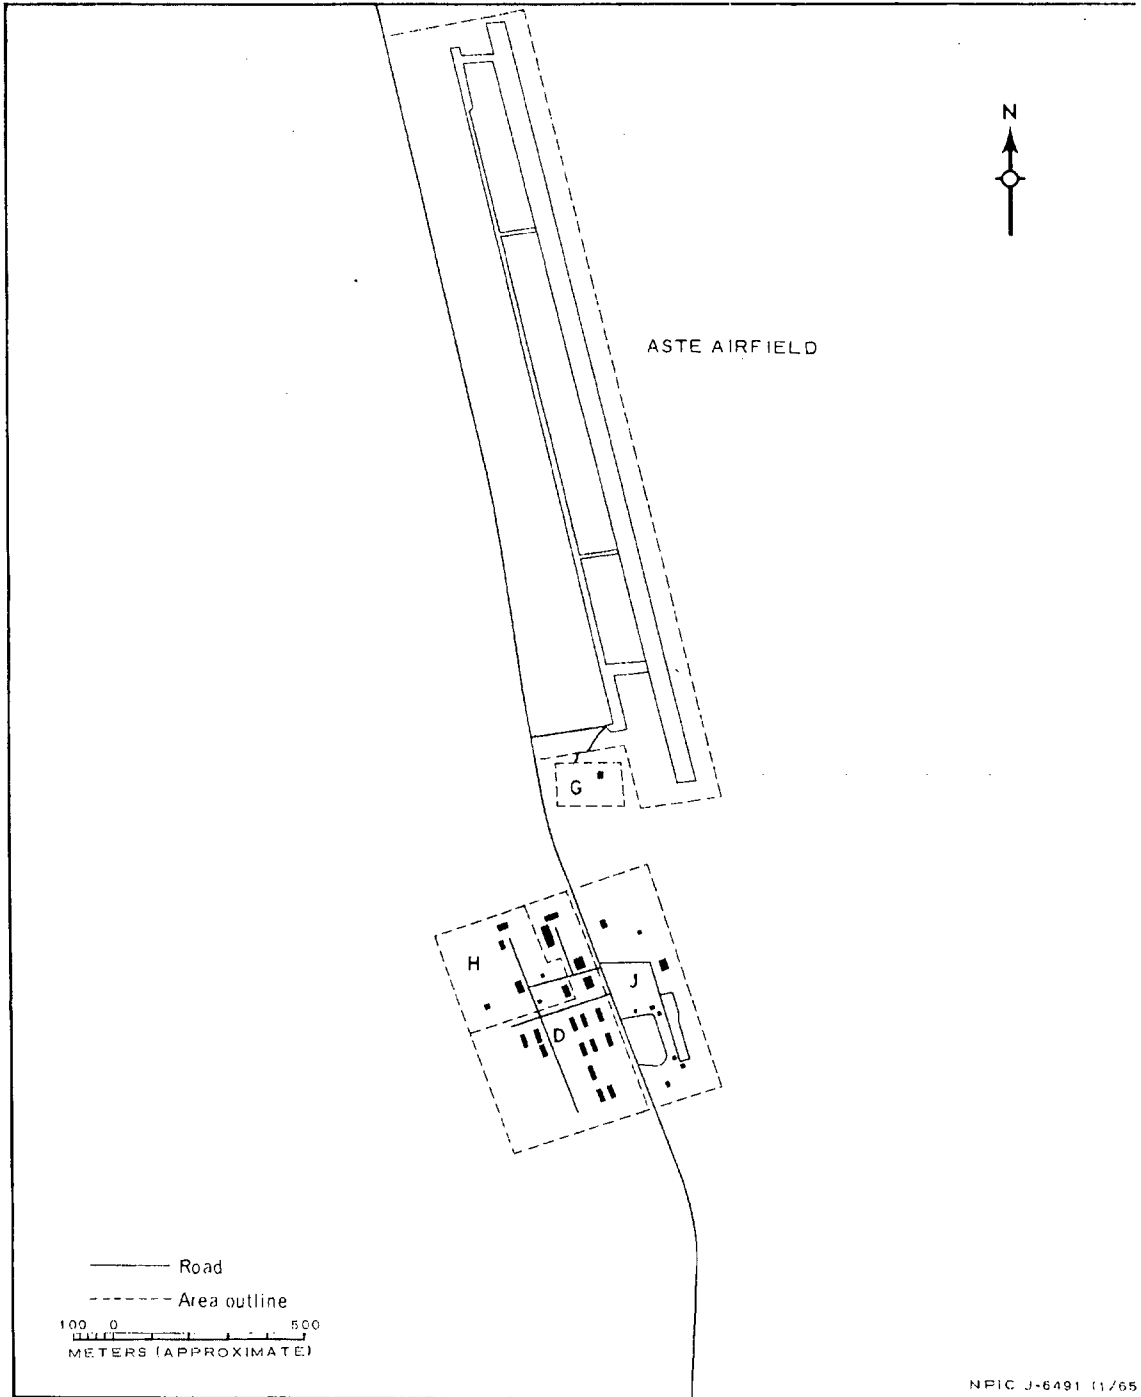 N
ASTE AIRFIELD
G
H
J
D
Road
Area outline
100 0 500
METERS (APPROXIMATE)
NPIC J-6491 (1/65